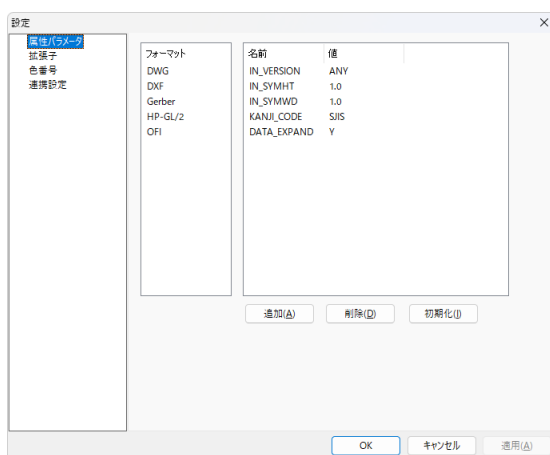 設定
属性パラメータ
拡張子
色番号
連携設定
フォーマット
DWG
DXF
Gerber
HP-GL/2
OFI
名前 値
IN_VERSION ANY
IN_SYMHT 1.0
IN_SYMWD 1.0
KANJI_CODE SJIS
DATA_EXPAND Y
追加(A) 削除(D) 初期化(I)
OK キャンセル 適用(A)